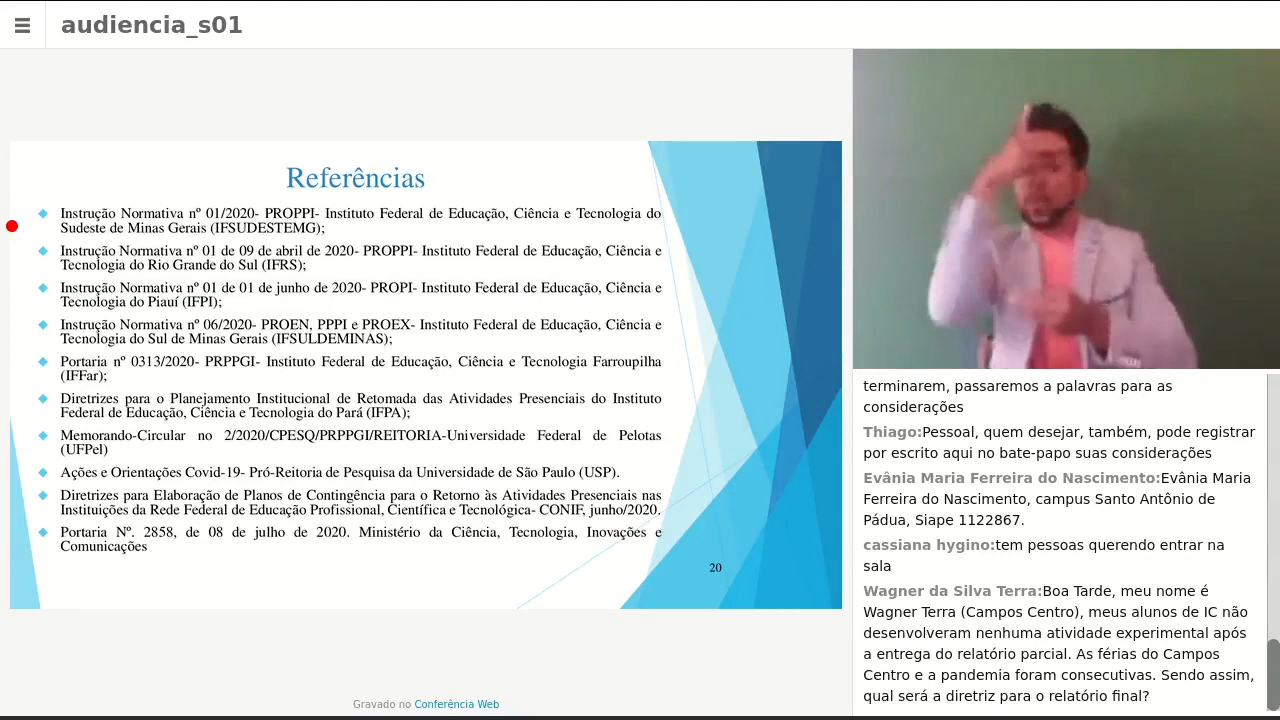 audiencia_s01
Referências
Instrução Normativa nº 01/2020- PROPPI- Instituto Federal de Educação, Ciência e Tecnologia do
Sudeste de Minas Gerais (IFSUDESTEMG);
Instrução Normativa nº 01 de 09 de abril de 2020- PROPPI- Instituto Federal de Educação, Ciência e
Tecnologia do Rio Grande do Sul (IFRS);
Instrução Normativa nº 01 de 01 de junho de 2020- PROPI- Instituto Federal de Educação, Ciência e
Tecnologia do Piauí (IFPI);
Instrução Normativa nº 06/2020- PROEN, PPPI e PROEX- Instituto Federal de Educação, Ciência e
Tecnologia do Sul de Minas Gerais (IFSULDEMINAS);
Portaria nº 0313/2020- PRPPGI- Instituto Federal de Educação, Ciência e Tecnologia Farroupilha
(IFFar);
Diretrizes para o Planejamento Institucional de Retomada das Atividades Presenciais do Instituto
Federal de Educação, Ciência e Tecnologia do Pará (IFPA);
Memorando-Circular no 2/2020/CPESQ/PRPPGI/REITORIA-Universidade Federal de Pelotas
(UFPel)
Ações e Orientações Covid-19- Pró-Reitoria de Pesquisa da Universidade de São Paulo (USP).
Diretrizes para Elaboração de Planos de Contingência para o Retorno às Atividades Presenciais nas
Instituições da Rede Federal de Educação Profissional, Científica e Tecnológica- CONIF, junho/2020.
Portaria Nº. 2858, de 08 de julho de 2020. Ministério da Ciência, Tecnologia, Inovações e
Comunicações
20
Gravado no Conferência Web
terminarem, passaremos a palavras para as
considerações
Thiago:Pessoal, quem desejar, também, pode registrar
por escrito aqui no bate-papo suas considerações
Evânia Maria Ferreira do Nascimento:Evânia Maria
Ferreira do Nascimento, campus Santo Antônio de
Pádua, Siape 1122867.
cassiana hygino:tem pessoas querendo entrar na
sala
Wagner da Silva Terra:Boa Tarde, meu nome é
Wagner Terra (Campos Centro), meus alunos de IC não
desenvolveram nenhuma atividade experimental após
a entrega do relatório parcial. As férias do Campos
Centro e a pandemia foram consecutivas. Sendo assim,
qual será a diretriz para o relatório final?